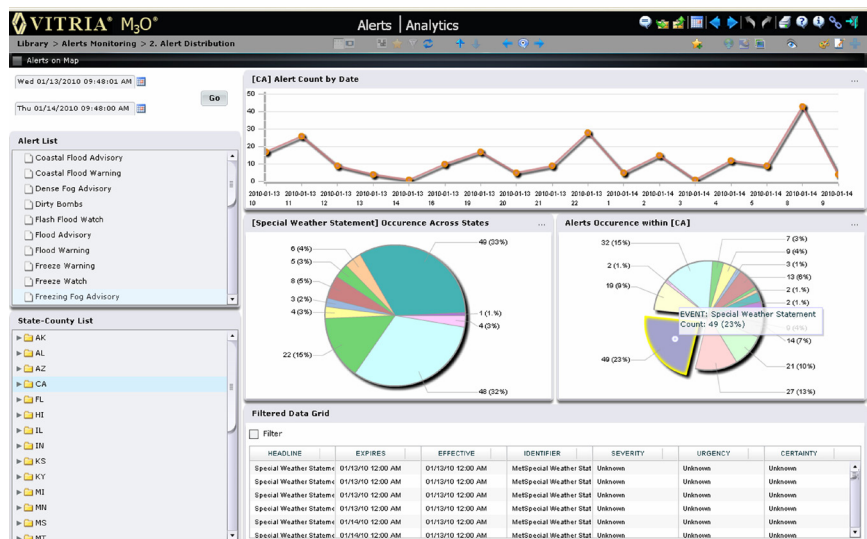 VITRIA® M3O®
Alerts | Analytics
Library > Alerts Monitoring > 2. Alert Distribution
Alerts on Map
Wed 01/13/2010 09:48:01 AM
Thu 01/14/2010 09:48:00 AM
Go
Alert List
Coastal Flood Advisory
Coastal Flood Warning
Dense Fog Advisory
Dirty Bombs
Flash Flood Watch
Flood Advisory
Flood Warning
Freeze Warning
Freeze Watch
Freezing Fog Advisory
State-County List
AK
AL
AZ
CA
FL
HI
IL
IN
KS
KY
MI
MN
MS
MT
[CA] Alert Count by Date
...
50
40
30
20
10
0
2010-01-13 2010-01-13 2010-01-13 2010-01-13 2010-01-13 2010-01-13 2010-01-13 2010-01-13 2010-01-13 2010-01-13 2010-01-14 2010-01-14 2010-01-14 2010-01-14 2010-01-14 2010-01-14 2010-01-14
10 11 12 13 14 16 19 20 21 22 1 2 3 4 5 8 9
[Special Weather Statement] Occurence Across States
...
49 (33%)
6 (4%)
5 (3%)
8 (5%)
3 (2%)
4 (3%)
22 (15%)
1 (1.%)
4 (3%)
48 (32%)
Alerts Occurence within [CA]
...
32 (15%)
2 (1.%)
19 (9%)
49 (23%)
7 (3%)
9 (4%)
3 (1%)
13 (6%)
2 (1.%)
2 (1.%)
EVENT: Special Weather Statement
Count: 49 (23%)
14 (7%)
21 (10%)
27 (13%)
Filtered Data Grid
Filter
HEADLINE EXPIRES EFFECTIVE IDENTIFIER SEVERITY URGENCY CERTAINTY
Special Weather Stateme 01/13/10 12:00 AM 01/13/10 12:00 AM MetSpecial Weather Stat Unknown Unknown Unknown
Special Weather Stateme 01/13/10 12:00 AM 01/13/10 12:00 AM MetSpecial Weather Stat Unknown Unknown Unknown
Special Weather Stateme 01/13/10 12:00 AM 01/13/10 12:00 AM MetSpecial Weather Stat Unknown Unknown Unknown
Special Weather Stateme 01/14/10 12:00 AM 01/13/10 12:00 AM MetSpecial Weather Stat Unknown Unknown Unknown
Special Weather Stateme 01/14/10 12:00 AM 01/13/10 12:00 AM MetSpecial Weather Stat Unknown Unknown Unknown